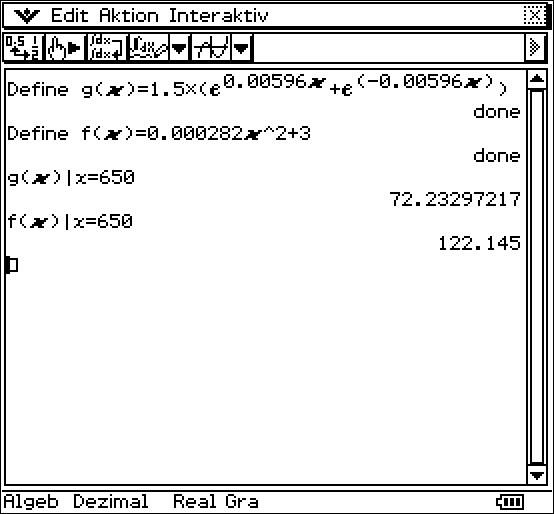 Edit Aktion Interaktiv
Define g(x)=1.5×(e^0.00596x+e^(-0.00596x))
done
Define f(x)=0.000282x^2+3
done
g(x)|x=650
72.23297217
f(x)|x=650
122.145
Algeb Dezimal Real Gra